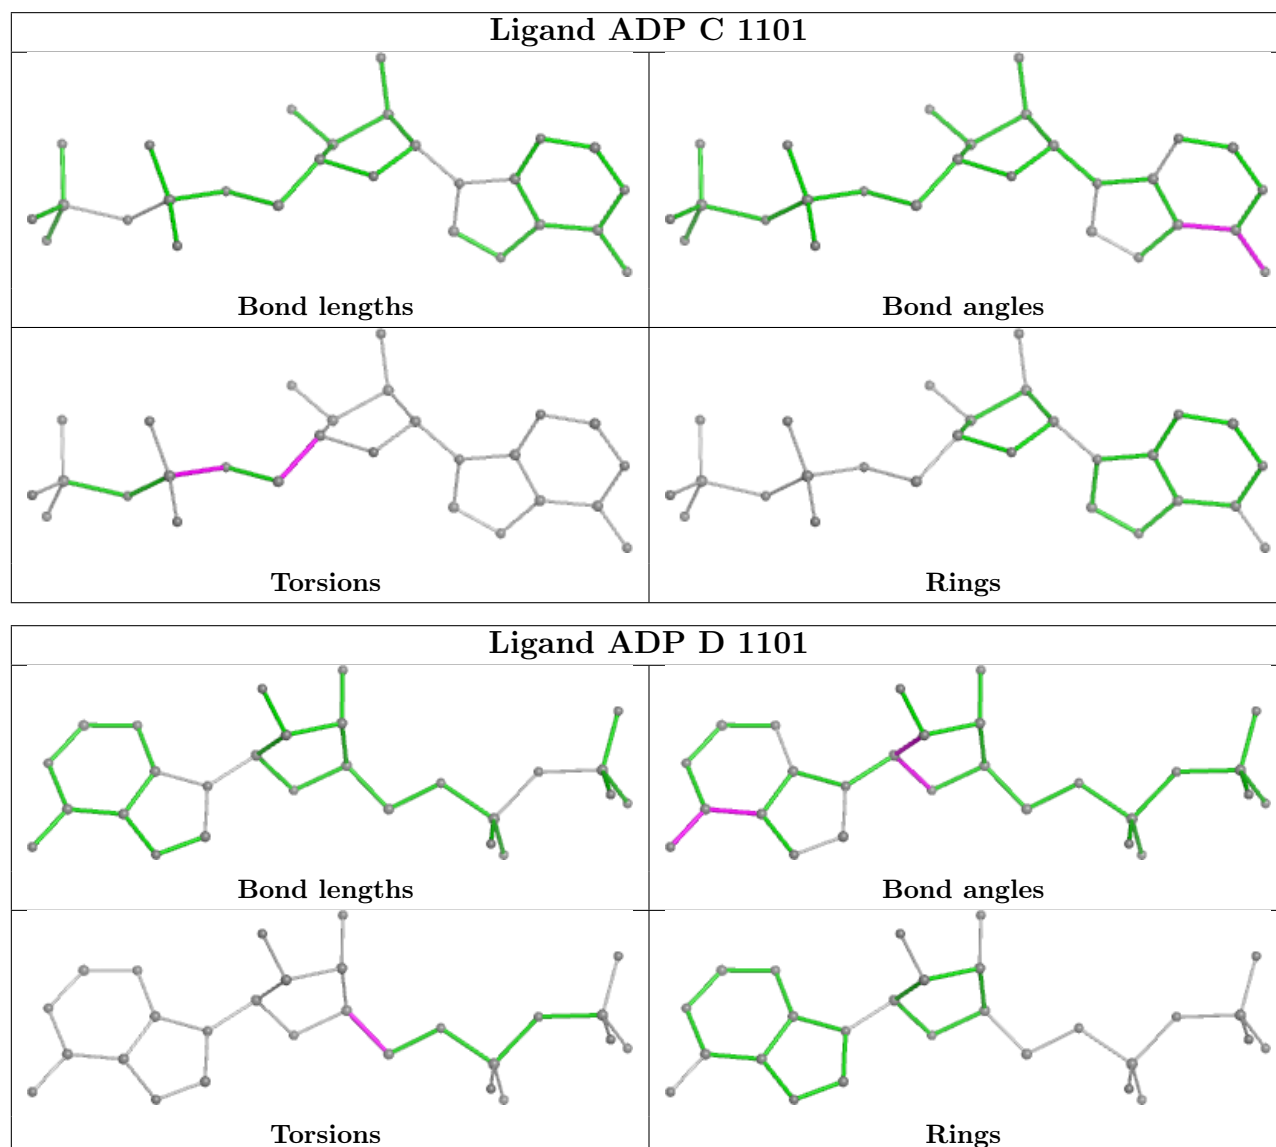 Ligand ADP C 1101
Bond lengths
Bond angles
Torsions
Rings
Ligand ADP D 1101
Bond lengths
Bond angles
Torsions
Rings